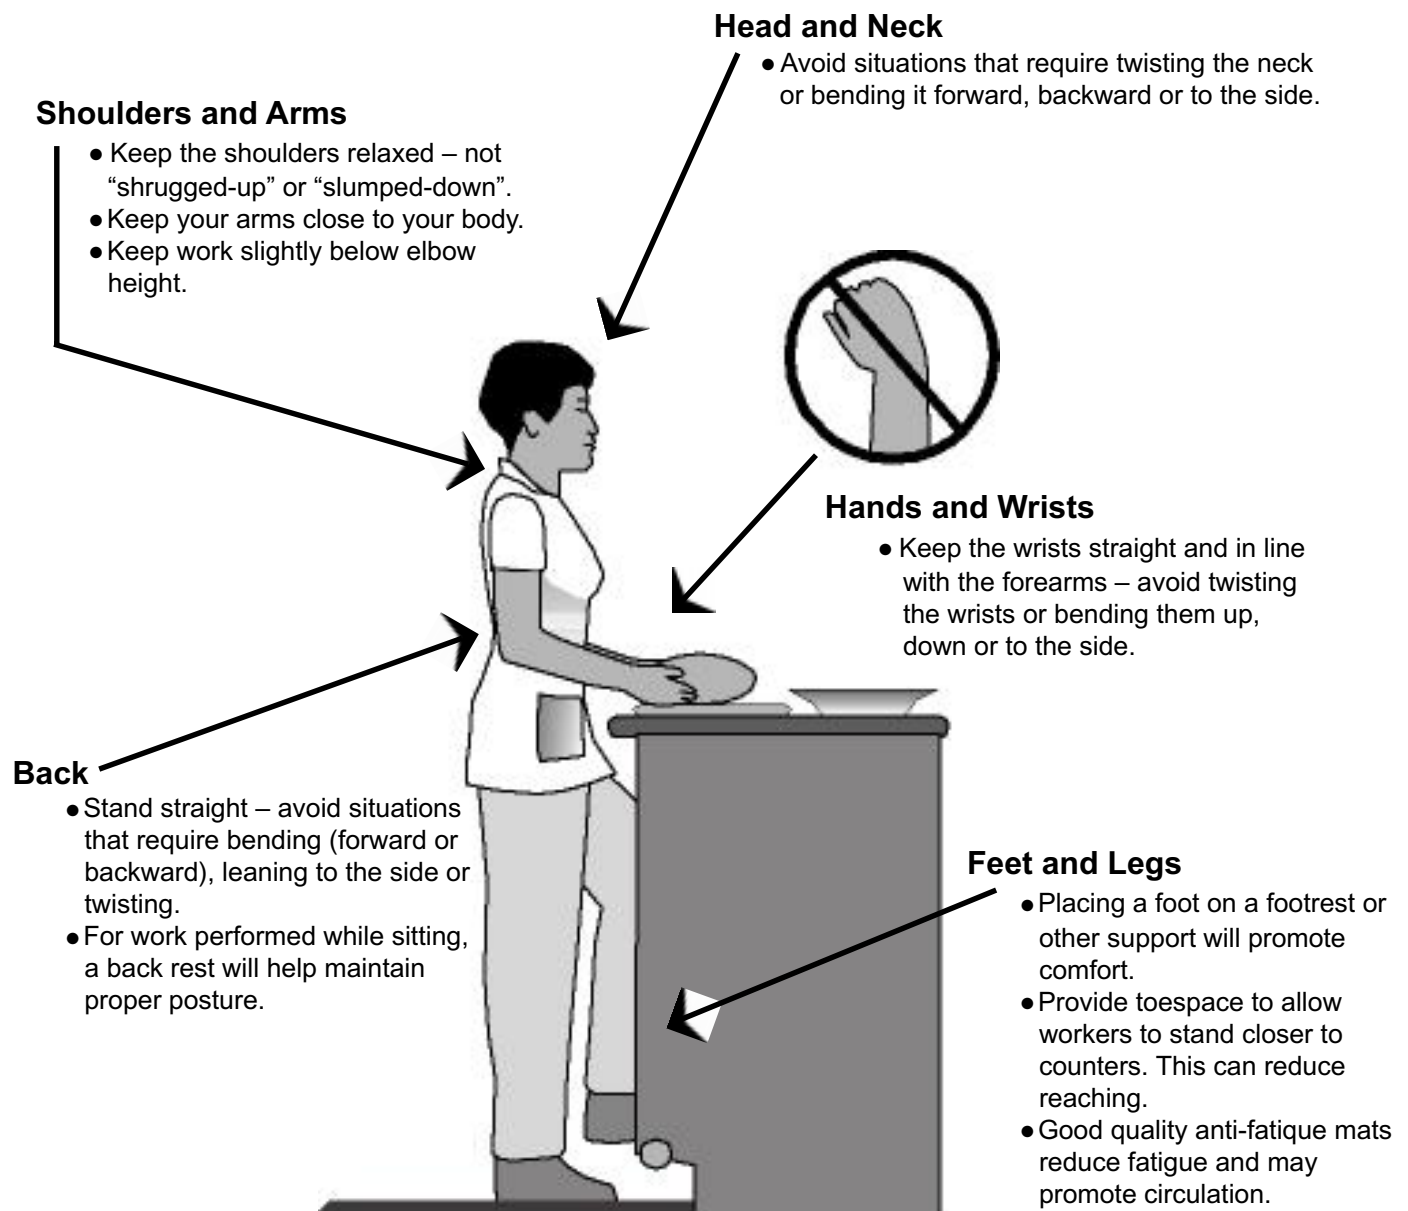 Head and Neck
● Avoid situations that require twisting the neck
or bending it forward, backward or to the side.
Shoulders and Arms
● Keep the shoulders relaxed – not
“shrugged-up” or “slumped-down”.
● Keep your arms close to your body.
● Keep work slightly below elbow
height.
Hands and Wrists
● Keep the wrists straight and in line
with the forearms – avoid twisting
the wrists or bending them up,
down or to the side.
Back
● Stand straight – avoid situations
that require bending (forward or
backward), leaning to the side or
twisting.
● For work performed while sitting,
a back rest will help maintain
proper posture.
Feet and Legs
● Placing a foot on a footrest or
other support will promote
comfort.
● Provide toespace to allow
workers to stand closer to
counters. This can reduce
reaching.
● Good quality anti-fatique mats
reduce fatigue and may
promote circulation.